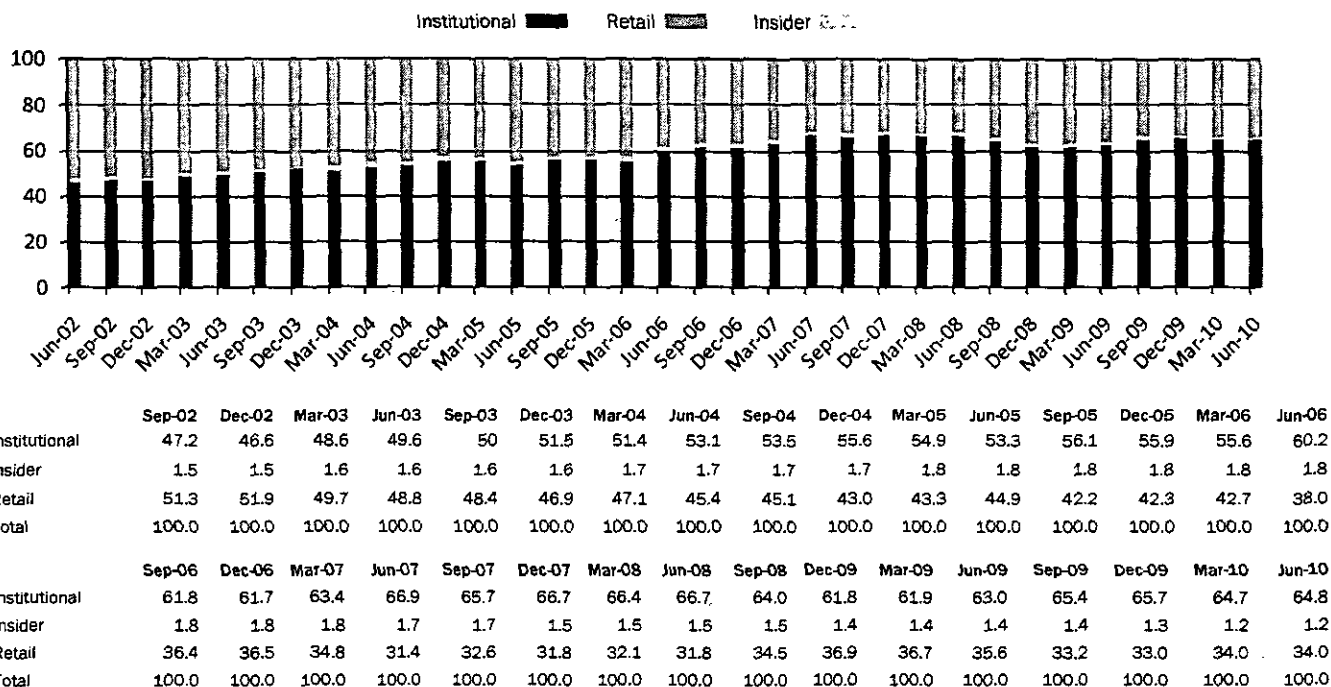 Institutional Retail Insider
100
80
60
40
20
0
Jun-02 Sep-02 Dec-02 Mar-03 Jun-03 Sep-03 Dec-03 Mar-04 Jun-04 Sep-04 Dec-04 Mar-05 Jun-05 Sep-05 Dec-05 Mar-06 Jun-06 Sep-06 Dec-06 Mar-07 Jun-07 Sep-07 Dec-07 Mar-08 Jun-08 Sep-08 Dec-08 Mar-09 Jun-09 Sep-09 Dec-09 Mar-10 Jun-10
Sep-02 Dec-02 Mar-03 Jun-03 Sep-03 Dec-03 Mar-04 Jun-04 Sep-04 Dec-04 Mar-05 Jun-05 Sep-05 Dec-05 Mar-06 Jun-06
nstitutional 47.2 46.6 48.6 49.6 50 51.5 51.4 53.1 53.5 55.6 54.9 53.3 56.1 55.9 55.6 60.2
nsider 1.5 1.5 1.6 1.6 1.6 1.6 1.7 1.7 1.7 1.7 1.8 1.8 1.8 1.8 1.8 1.8
Retail 51.3 51.9 49.7 48.8 48.4 46.9 47.1 45.4 45.1 43.0 43.3 44.9 42.2 42.3 42.7 38.0
Total 100.0 100.0 100.0 100.0 100.0 100.0 100.0 100.0 100.0 100.0 100.0 100.0 100.0 100.0 100.0 100.0
Sep-06 Dec-06 Mar-07 Jun-07 Sep-07 Dec-07 Mar-08 Jun-08 Sep-08 Dec-09 Mar-09 Jun-09 Sep-09 Dec-09 Mar-10 Jun-10
nstitutional 61.8 61.7 63.4 66.9 65.7 66.7 66.4 66.7 64.0 61.8 61.9 63.0 65.4 65.7 64.7 64.8
nsider 1.8 1.8 1.8 1.7 1.7 1.5 1.5 1.5 1.5 1.4 1.4 1.4 1.4 1.3 1.2 1.2
Retail 36.4 36.5 34.8 31.4 32.6 31.8 32.1 31.8 34.5 36.9 36.7 35.6 33.2 33.0 34.0 34.0
Total 100.0 100.0 100.0 100.0 100.0 100.0 100.0 100.0 100.0 100.0 100.0 100.0 100.0 100.0 100.0 100.0